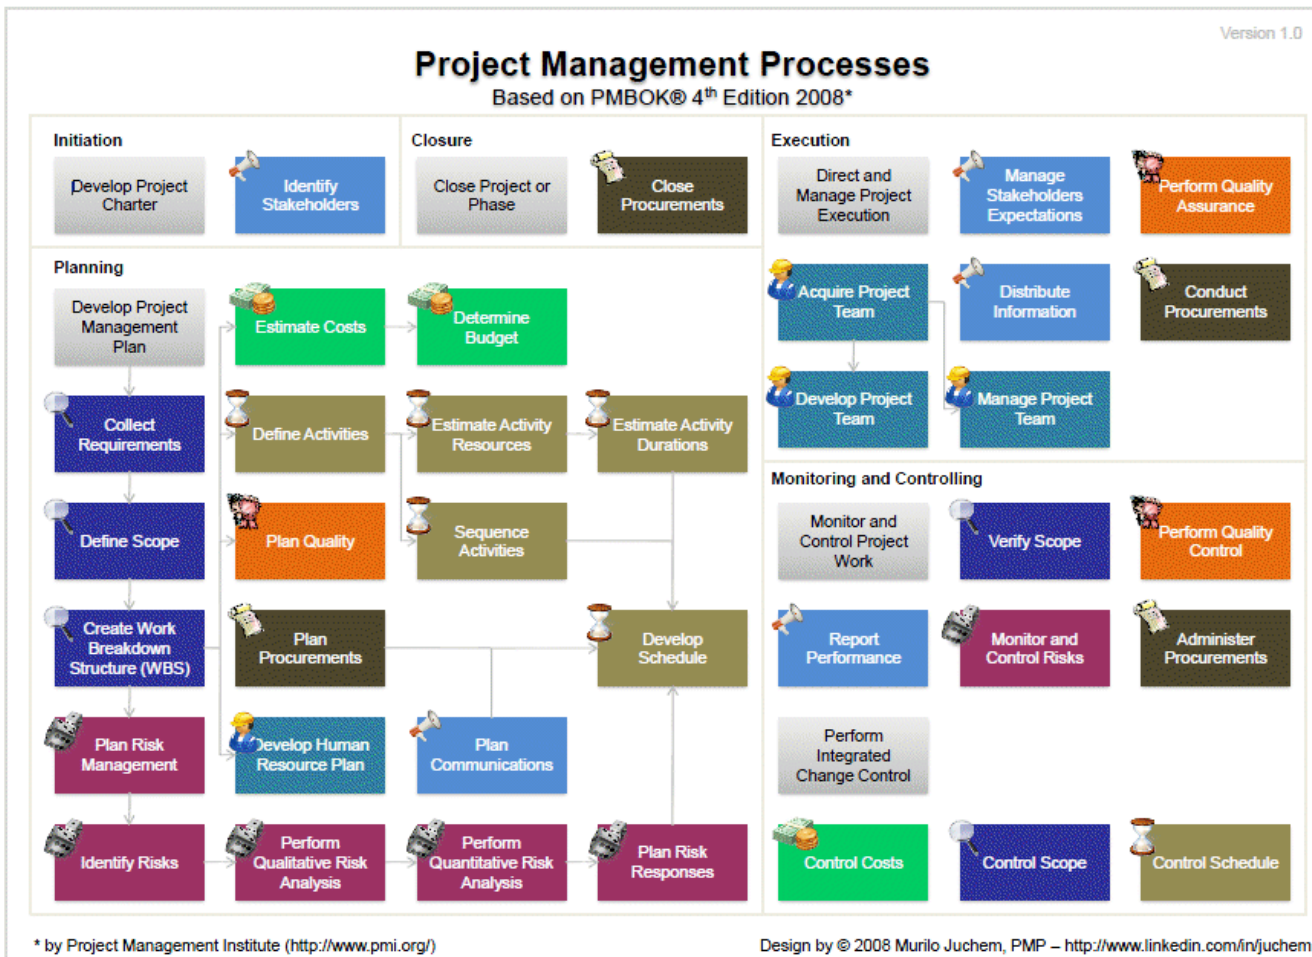 Version 1.0
Project Management Processes
Based on PMBOK® 4th Edition 2008*
Initiation
Develop Project
Charter
Identify
Stakeholders
Closure
Close Project or
Phase
Close
Procurements
Execution
Direct and
Manage Project
Execution
Manage
Stakeholders
Expectations
Perform Quality
Assurance
Acquire Project
Team
Distribute
Information
Conduct
Procurements
Develop Project
Team
Manage Project
Team
Planning
Develop Project
Management
Plan
Estimate Costs
Determine
Budget
Collect
Requirements
Define Activities
Estimate Activity
Resources
Estimate Activity
Durations
Define Scope
Plan Quality
Sequence
Activities
Create Work
Breakdown
Structure (WBS)
Plan
Procurements
Develop
Schedule
Plan Risk
Management
Develop Human
Resource Plan
Plan
Communications
Identify Risks
Perform
Qualitative Risk
Analysis
Perform
Quantitative Risk
Analysis
Plan Risk
Responses
Monitoring and Controlling
Monitor and
Control Project
Work
Verify Scope
Perform Quality
Control
Report
Performance
Monitor and
Control Risks
Administer
Procurements
Perform
Integrated
Change Control
Control Costs
Control Scope
Control Schedule
* by Project Management Institute (http://www.pmi.org/)
Design by © 2008 Murilo Juchem, PMP – http://www.linkedin.com/in/juchem